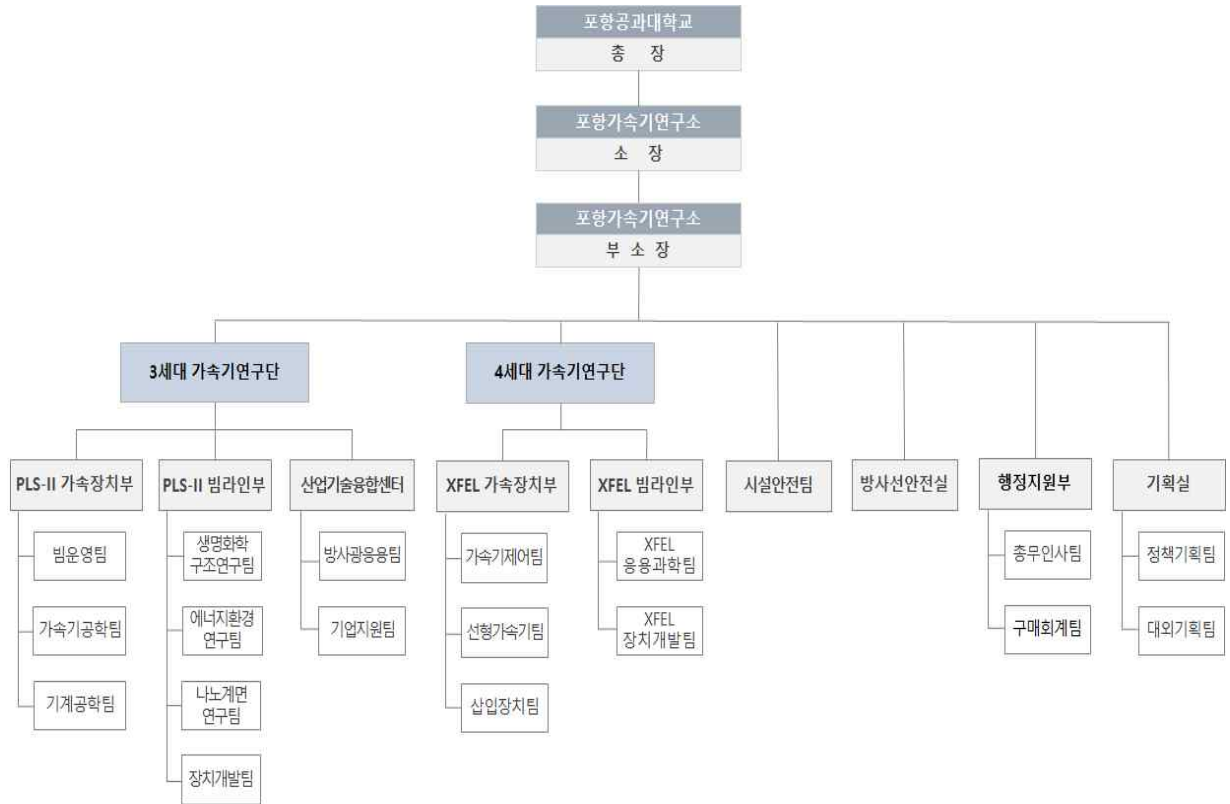 포항공과대학교
총 장
포항가속기연구소
소 장
포항가속기연구소
부 소 장
3세대 가속기연구단
4세대 가속기연구단
PLS-II 가속장치부
PLS-II 빔라인부
산업기술융합센터
XFEL 가속장치부
XFEL 빔라인부
시설안전팀
방사선안전실
행정지원부
기획실
빔운영팀
가속기공학팀
기계공학팀
생명화학
구조연구팀
에너지환경
연구팀
나노계면
연구팀
장치개발팀
방사광응용팀
기업지원팀
가속기제어팀
선형가속기팀
삽입장치팀
XFEL
응용과학팀
XFEL
장치개발팀
총무인사팀
구매회계팀
정책기획팀
대외기획팀